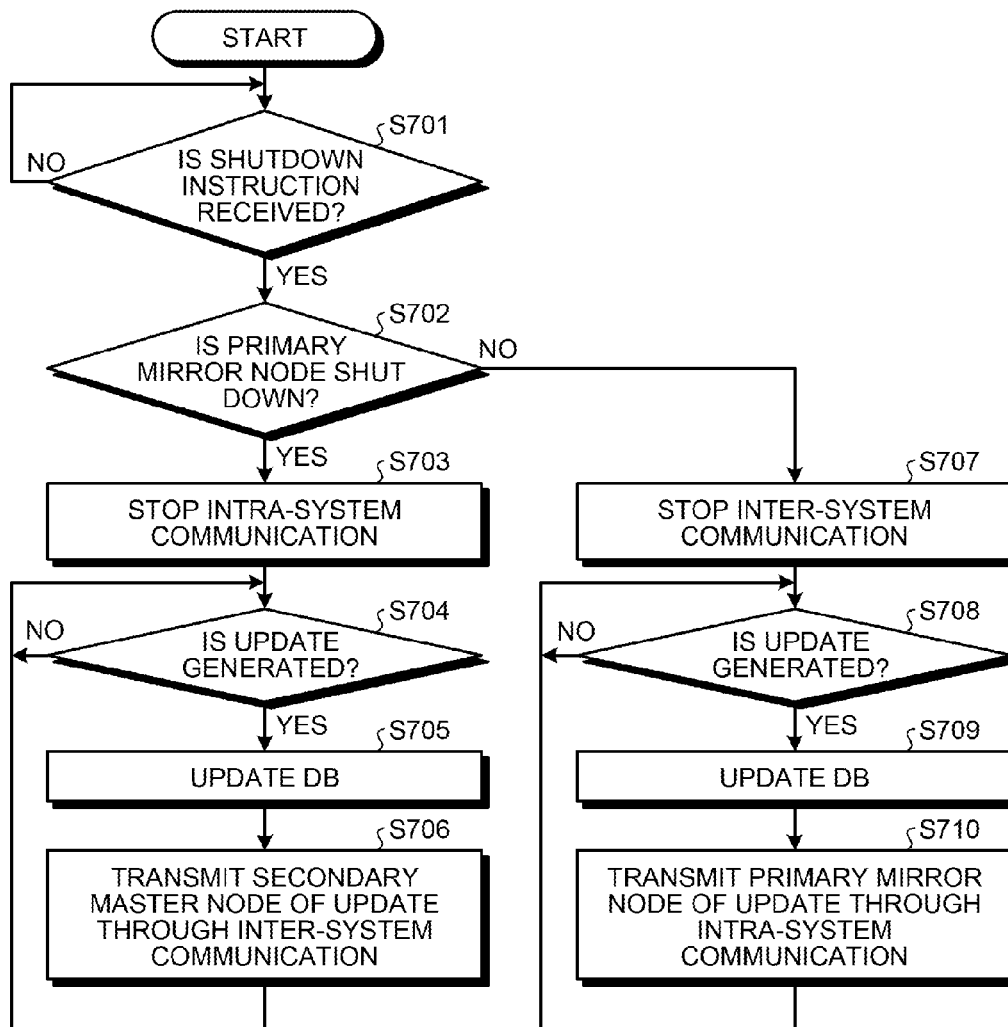 START
S701
NO
IS SHUTDOWN
INSTRUCTION
RECEIVED?
YES
S702
NO
IS PRIMARY
MIRROR NODE SHUT
DOWN?
YES
S703
STOP INTRA-SYSTEM
COMMUNICATION
S704
NO
IS UPDATE
GENERATED?
YES
S705
UPDATE DB
S706
TRANSMIT SECONDARY
MASTER NODE OF UPDATE
THROUGH INTER-SYSTEM
COMMUNICATION
S707
STOP INTER-SYSTEM
COMMUNICATION
S708
NO
IS UPDATE
GENERATED?
YES
S709
UPDATE DB
S710
TRANSMIT PRIMARY MIRROR
NODE OF UPDATE THROUGH
INTRA-SYSTEM
COMMUNICATION